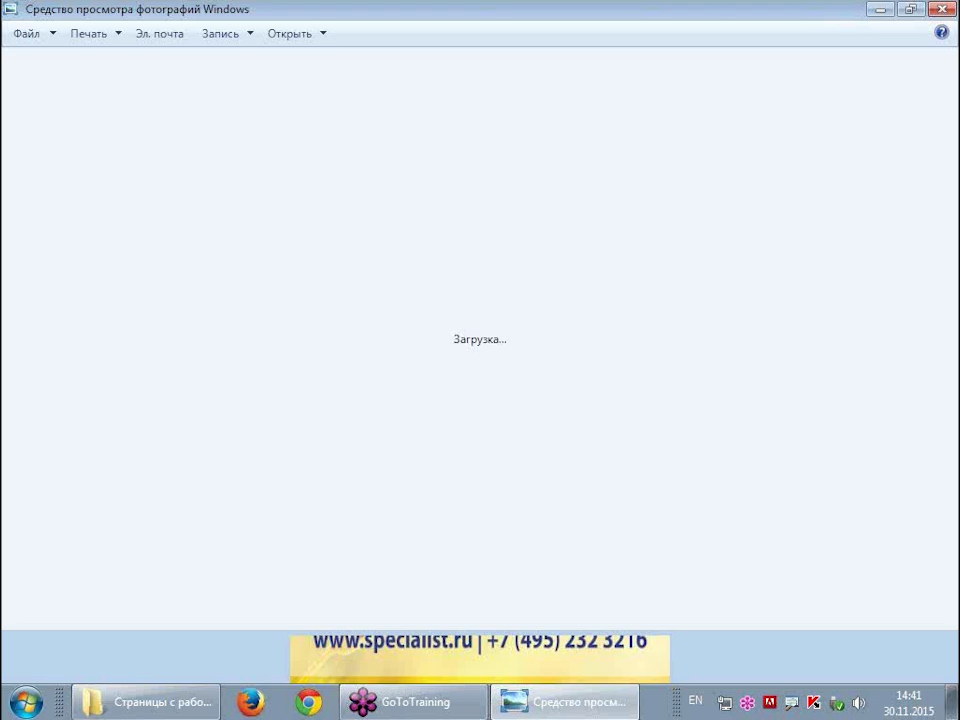 Средство просмотра фотографий Windows
Файл Печать Эл. почта Запись Открыть
Загрузка...
www.specialist.ru | +7 (495) 232 3216
Страницы с рабо... GoToTraining Средство просм... EN 14:41
30.11.2015